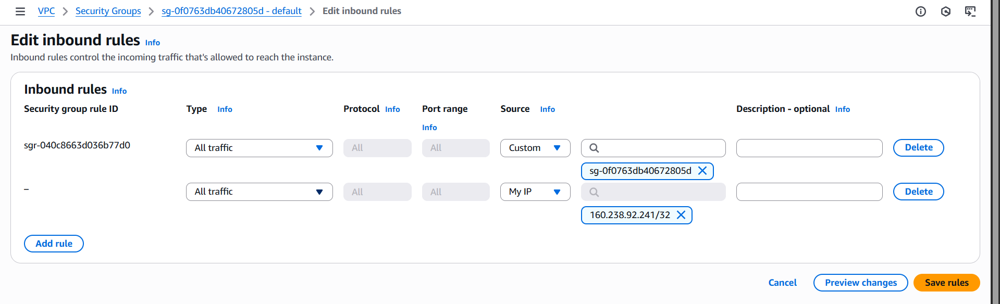 VPC > Security Groups > sg-0f0763db40672805d - default > Edit inbound rules
Edit inbound rules Info
Inbound rules control the incoming traffic that's allowed to reach the instance.
Inbound rules Info
Security group rule ID Type Info Protocol Info Port range Info Source Info Description - optional Info
sgr-040c8663d036b77d0 All traffic All All Custom Delete
sg-0f0763db40672805d
– All traffic All All My IP Delete
160.238.92.241/32
Add rule
Cancel Preview changes Save rules